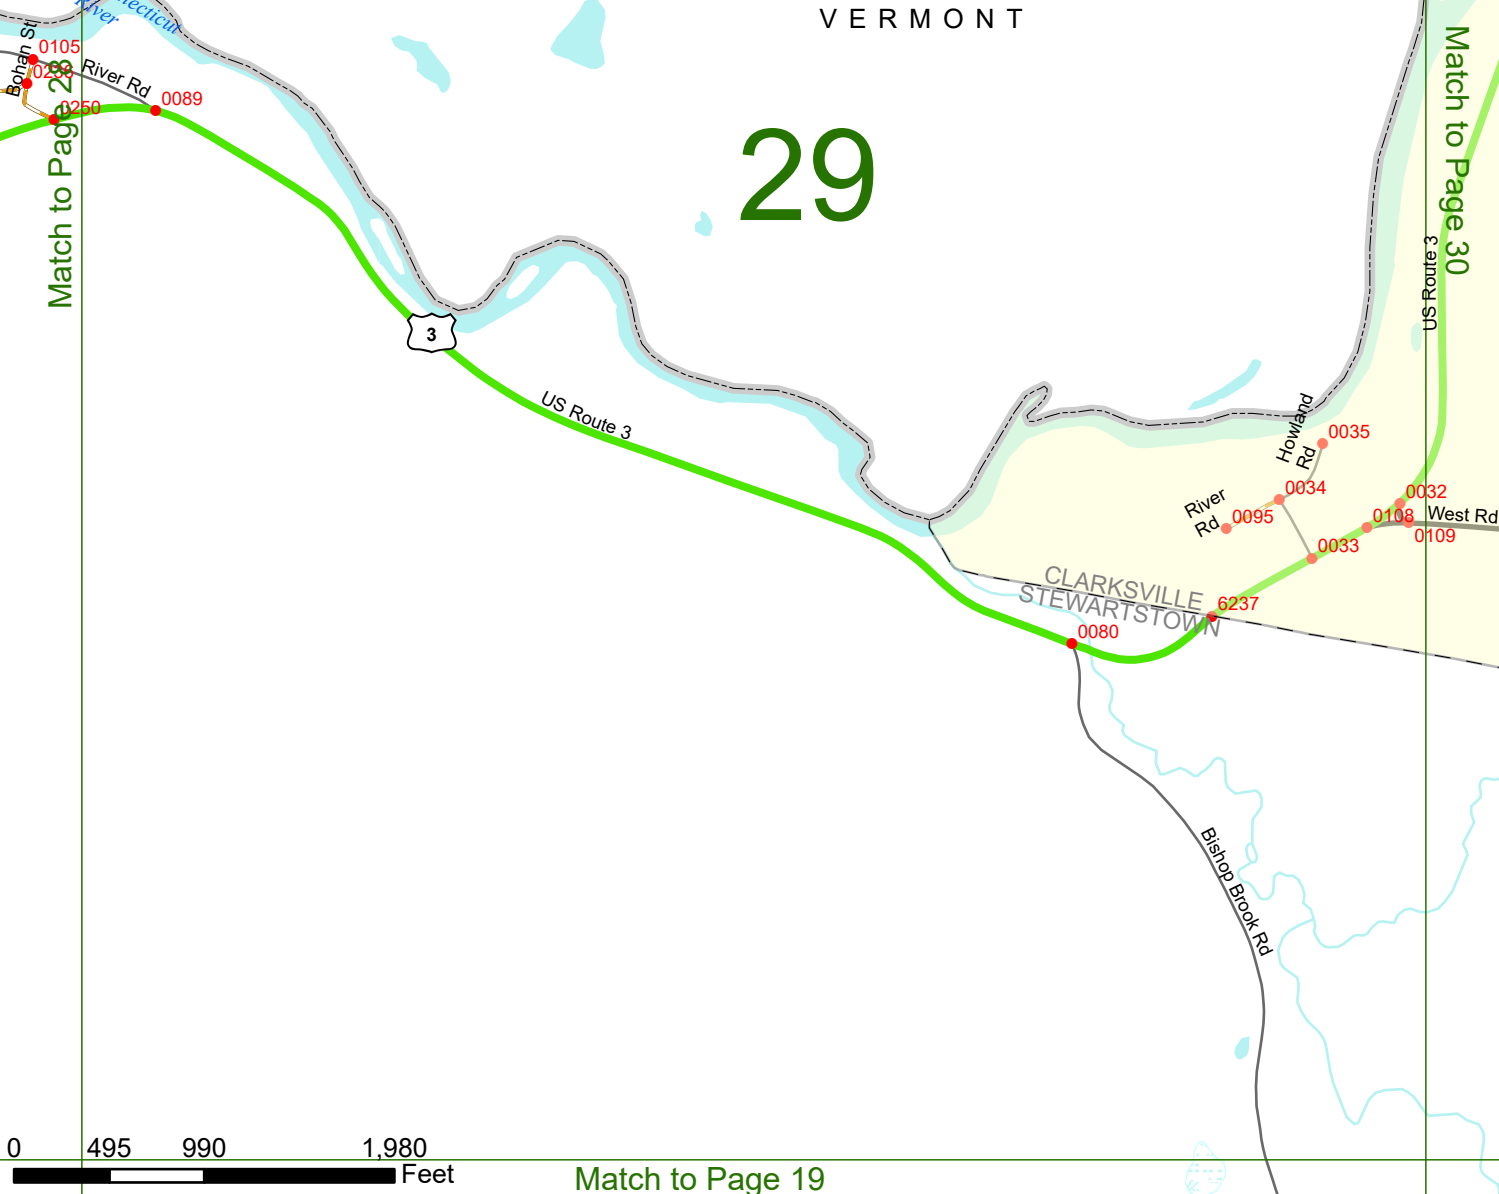 VERMONT
necticut
River
Bohan St
0105
River Rd
0250
0089
Match to Page 28
29
Match to Page 30
US Route 3
3
US Route 3
Howland
Rd
0035
0034
River
Rd
0095
0032
0108
West Rd
0109
0033
CLARKSVILLE
STEWARTSTOWN
6237
0080
Bishop Brook Rd
0 495 990 1,980
Feet
Match to Page 19